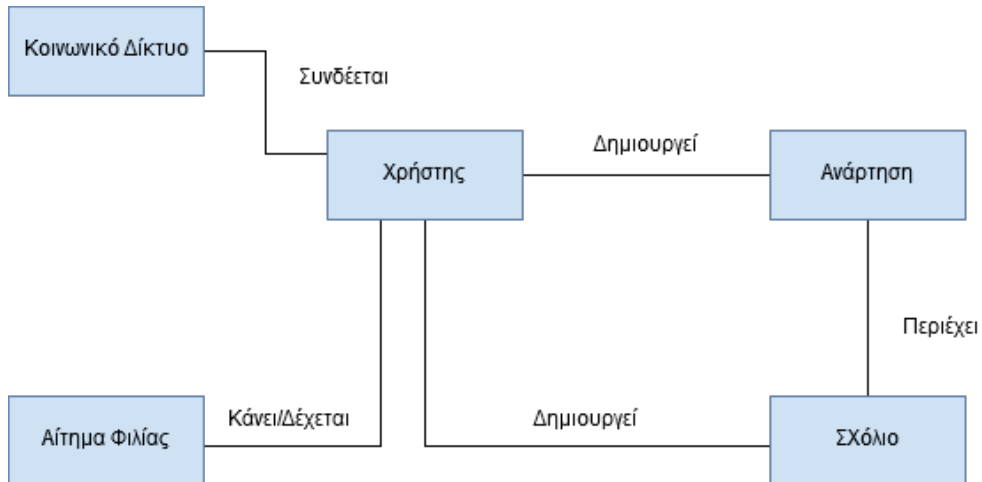 Κοινωνικό Δίκτυο
Συνδέεται
Χρήστης
Δημιουργεί
Ανάρτηση
Περιέχει
Αίτημα Φιλίας
Κάνει/Δέχεται
Δημιουργεί
ΣΧόλιο